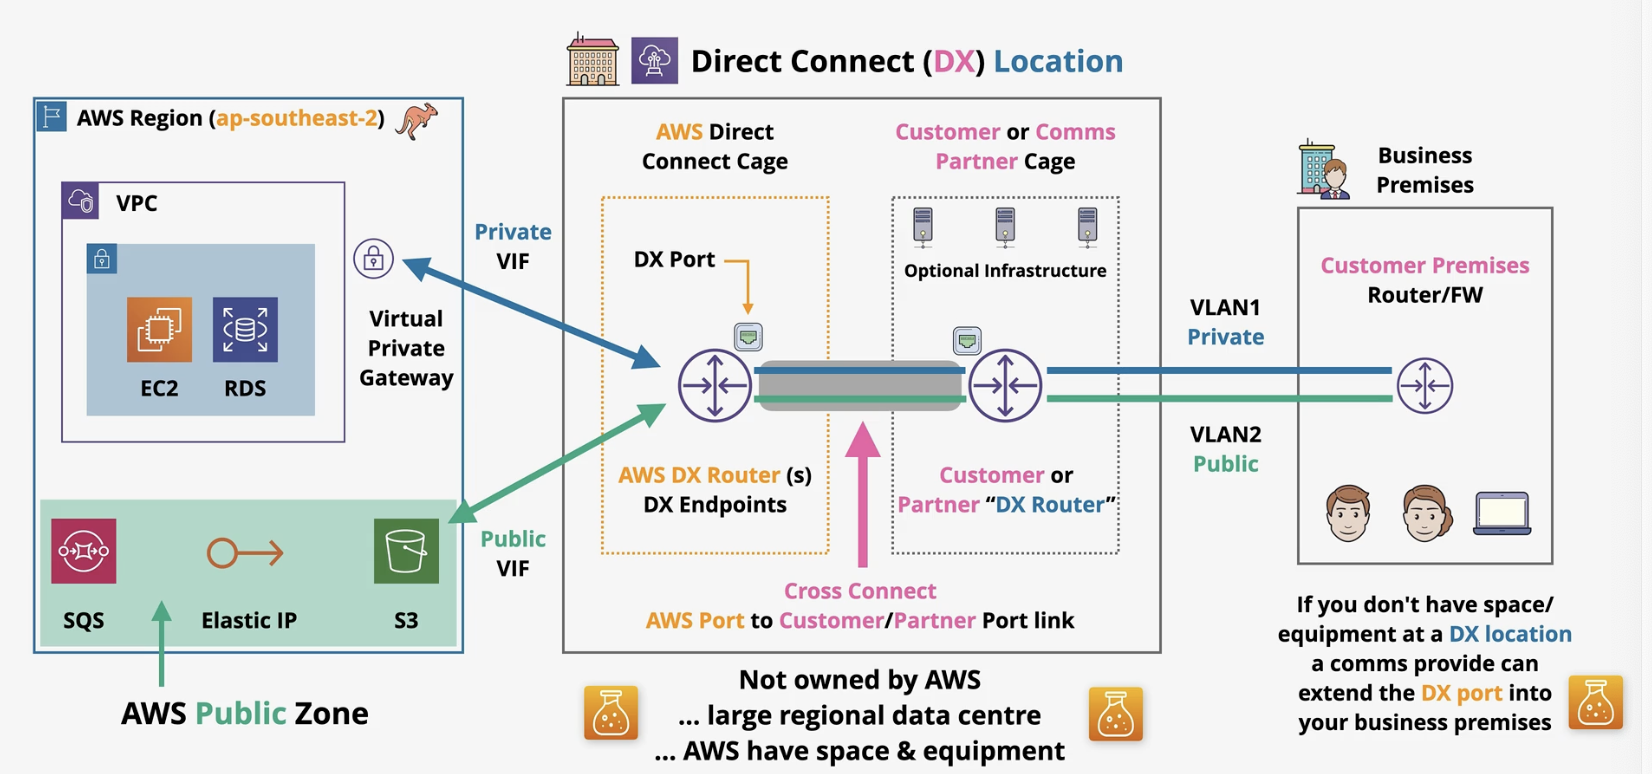 Direct Connect (DX) Location
AWS Region (ap-southeast-2)
VPC
EC2
RDS
Virtual
Private
Gateway
SQS
Elastic IP
S3
AWS Public Zone
Private
VIF
Public
VIF
AWS Direct
Connect Cage
DX Port
AWS DX Router (s)
DX Endpoints
Customer or Comms
Partner Cage
Optional Infrastructure
Customer or
Partner “DX Router”
Cross Connect
AWS Port to Customer/Partner Port link
Not owned by AWS
... large regional data centre
... AWS have space & equipment
VLAN1
Private
VLAN2
Public
Business
Premises
Customer Premises
Router/FW
If you don't have space/
equipment at a DX location
a comms provide can
extend the DX port into
your business premises